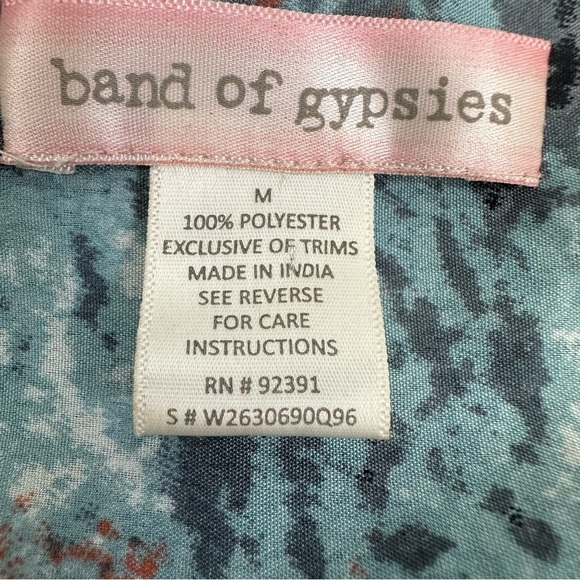 band of gypsies
M
100% POLYESTER
EXCLUSIVE OF TRIMS
MADE IN INDIA
SEE REVERSE
FOR CARE
INSTRUCTIONS
RN # 92391
S # W2630690Q96